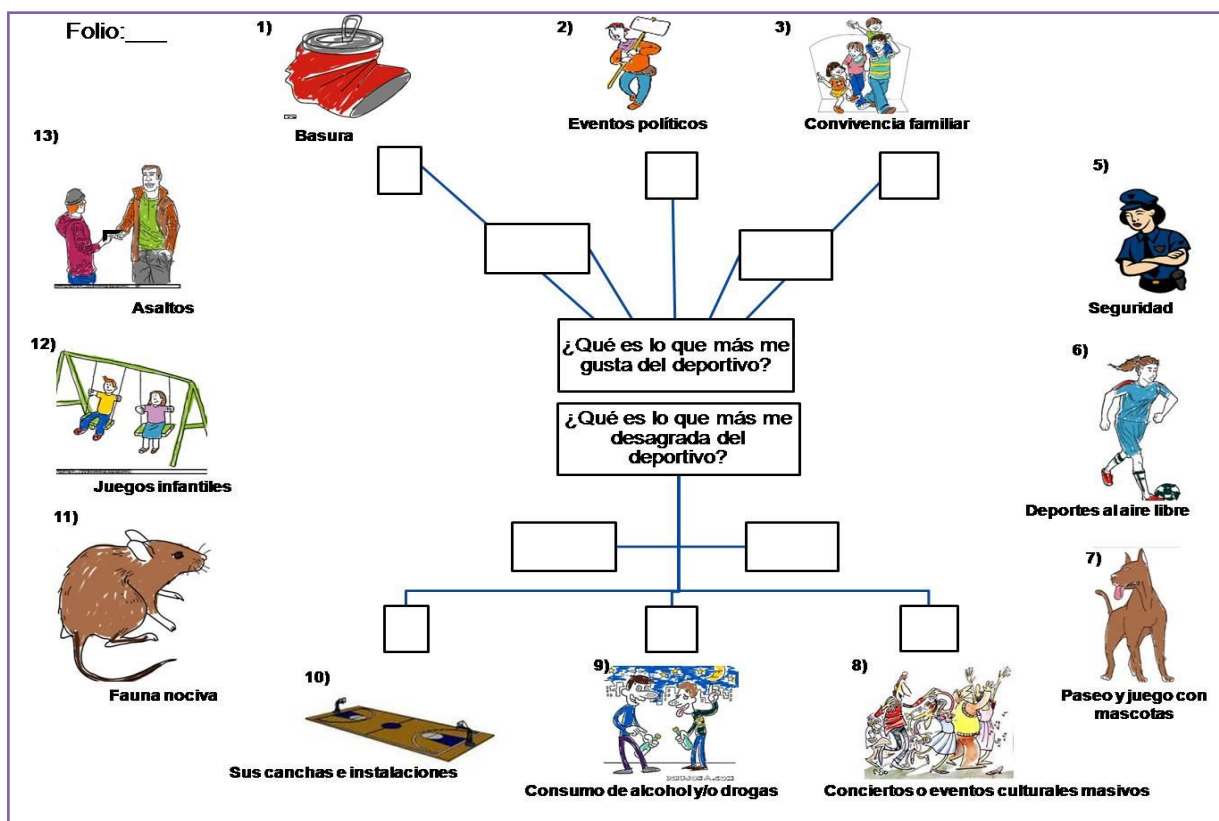 Folio:___
1)
Basura
2)
Eventos políticos
3)
Convivencia familiar
13)
Asaltos
5)
Seguridad
¿Qué es lo que más me
gusta del deportivo?
12)
Juegos infantiles
6)
Deportes al aire libre
¿Qué es lo que más me
desagrada del
deportivo?
11)
Fauna nociva
7)
Paseo y juego con
mascotas
10)
Sus canchas e instalaciones
9)
Consumo de alcohol y/o drogas
8)
Conciertos o eventos culturales masivos